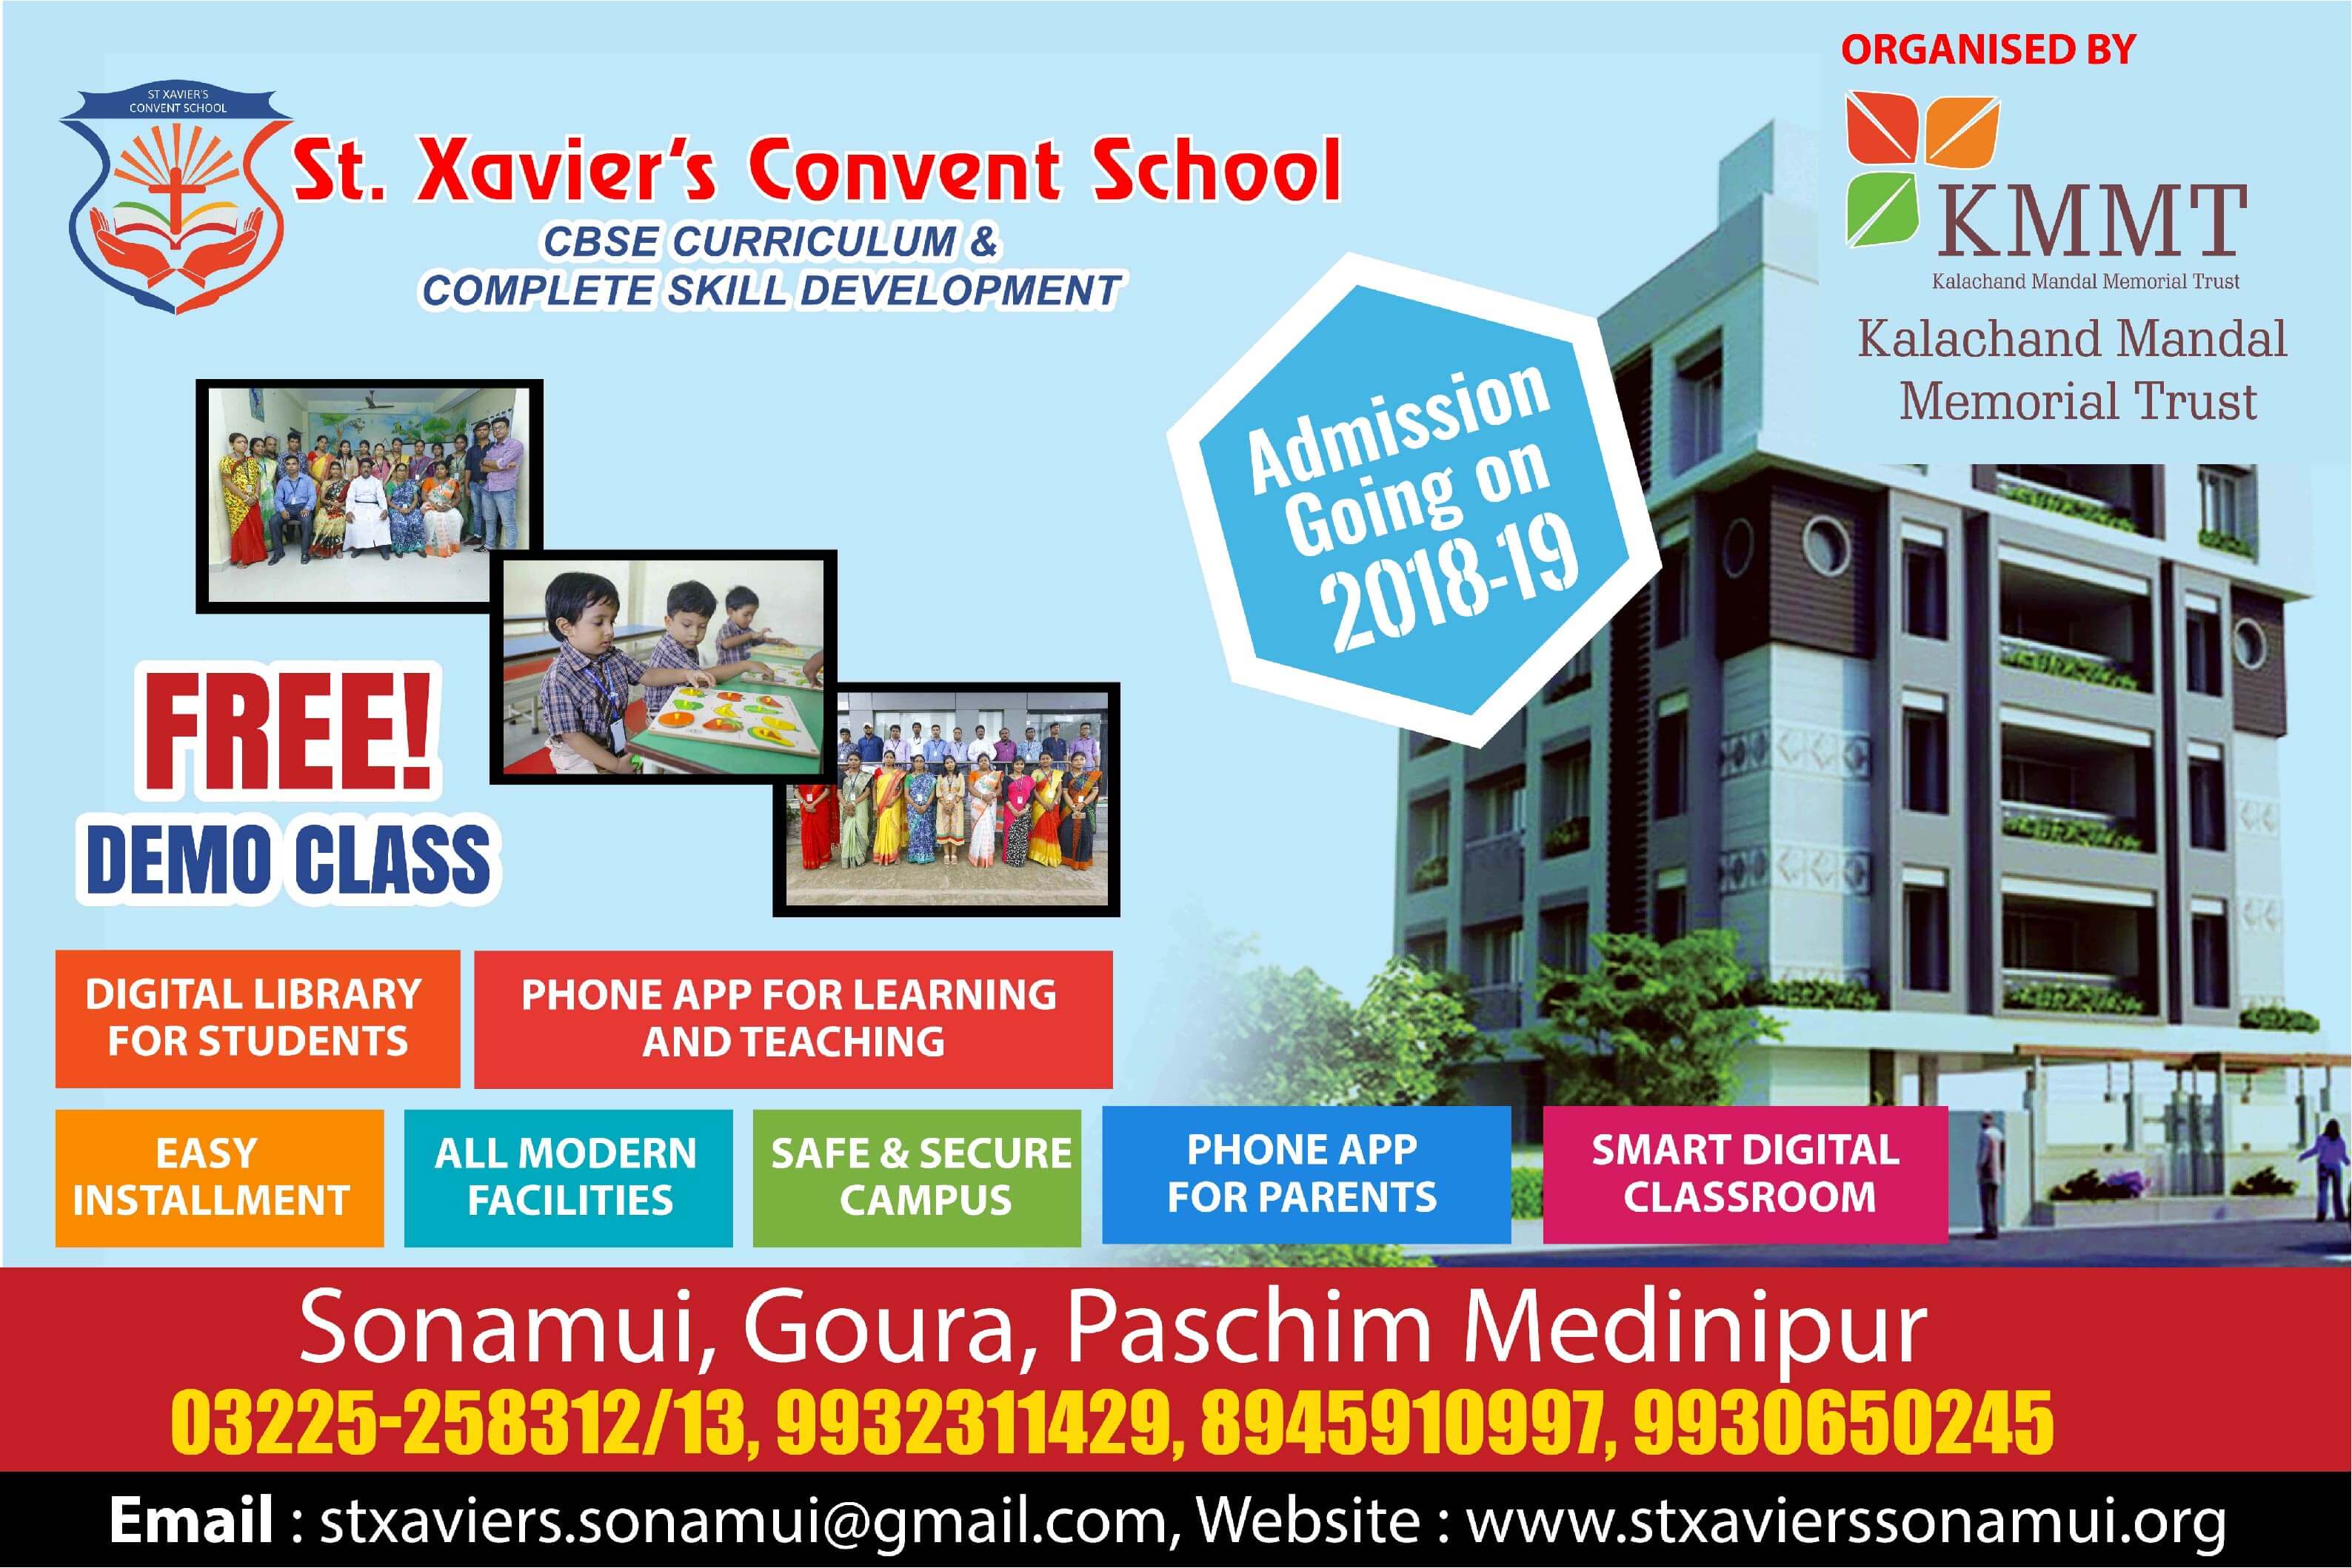 ORGANISED BY
ST XAVIER'S
CONVENT SCHOOL
St. Xavier's Convent School
CBSE CURRICULUM &
COMPLETE SKILL DEVELOPMENT
KMMT
Kalachand Mandal Memorial Trust
Kalachand Mandal
Memorial Trust
Admission
Going on
2018-19
FREE!
DEMO CLASS
DIGITAL LIBRARY
FOR STUDENTS
PHONE APP FOR LEARNING
AND TEACHING
EASY
INSTALLMENT
ALL MODERN
FACILITIES
SAFE & SECURE
CAMPUS
PHONE APP
FOR PARENTS
SMART DIGITAL
CLASSROOM
Sonamui, Goura, Paschim Medinipur
03225-258312/13, 9932311429, 8945910997, 9930650245
Email : stxaviers.sonamui@gmail.com, Website : www.stxavierssonamui.org